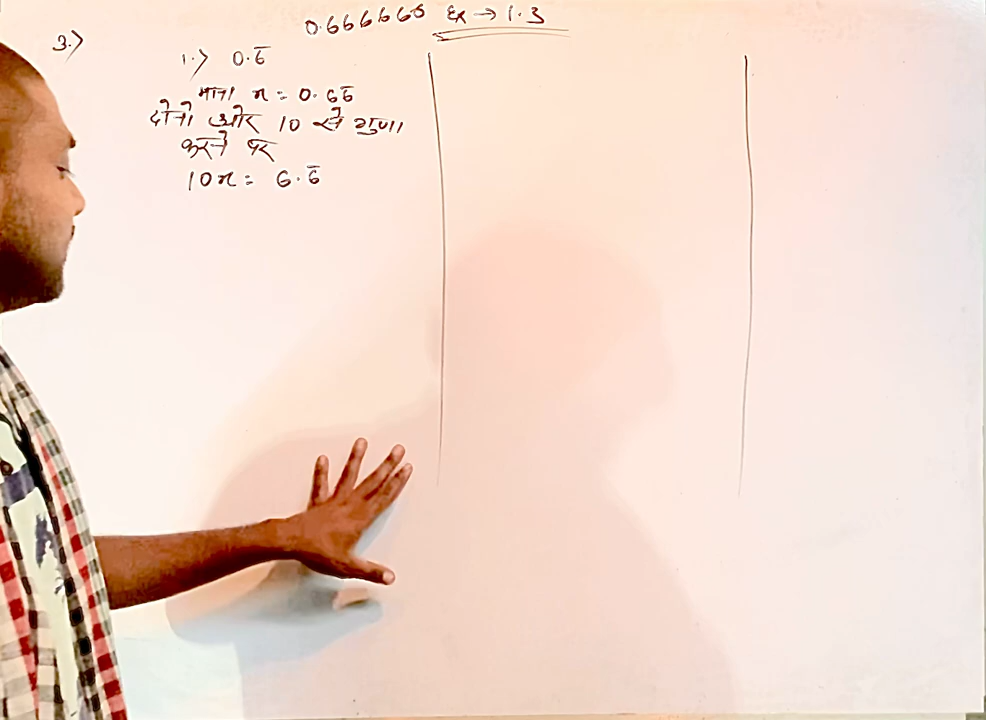 0.666666 Ex → 1.3
3.)
1.) 0.6̅
माना x = 0.66̅
दोनो ओर 10 से गुणा
करने पर
10x = 6.6̅